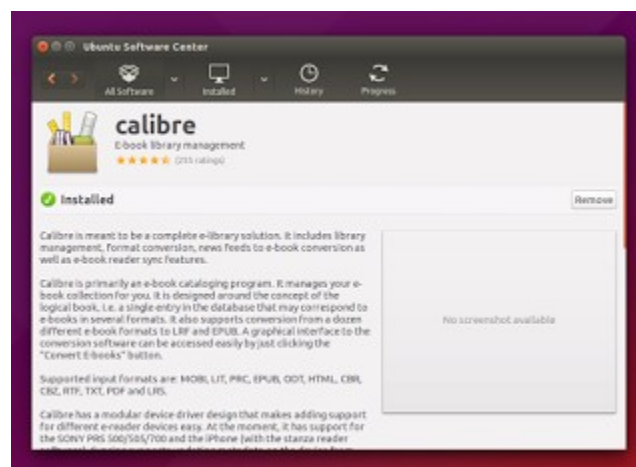 Ubuntu Software Center
All Software
Installed
History
Progress
calibre
E-book library management
(255 ratings)
Installed
Remove
Calibre is meant to be a complete e-library solution. It includes library
management, format conversion, news feeds to e-book conversion as
well as e-book reader sync features.
Calibre is primarily an e-book cataloging program. It manages your e-
book collection for you. It is designed around the concept of the
logical book, i.e. a single entry in the database that may correspond to
e-books in several formats. It also supports conversion from a dozen
different e-book formats to LRF and EPUB. A graphical interface to the
conversion software can be accessed easily by just clicking the
"Convert E-books" button.
No screenshot available
Supported input formats are: MOBI, LIT, PRC, EPUB, ODT, HTML, CBR,
CBZ, RTF, TXT, PDF and LRS.
Calibre has a modular device driver design that makes adding support
for different e-reader devices easy. At the moment, it has support for
the SONY PRS 500/505/700 and the iPhone (with the stanza reader